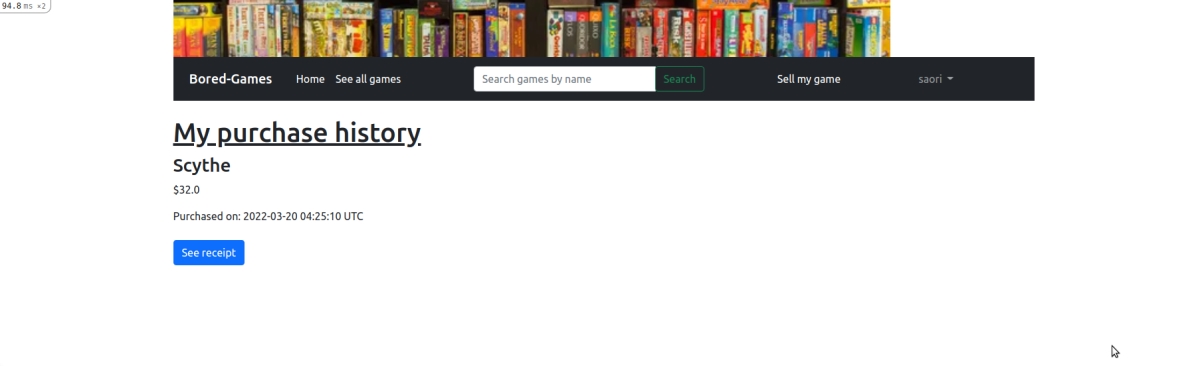 94.8 ms ×2
Bored-Games Home See all games Search games by name Search Sell my game saori
My purchase history
Scythe
$32.0
Purchased on: 2022-03-20 04:25:10 UTC
See receipt